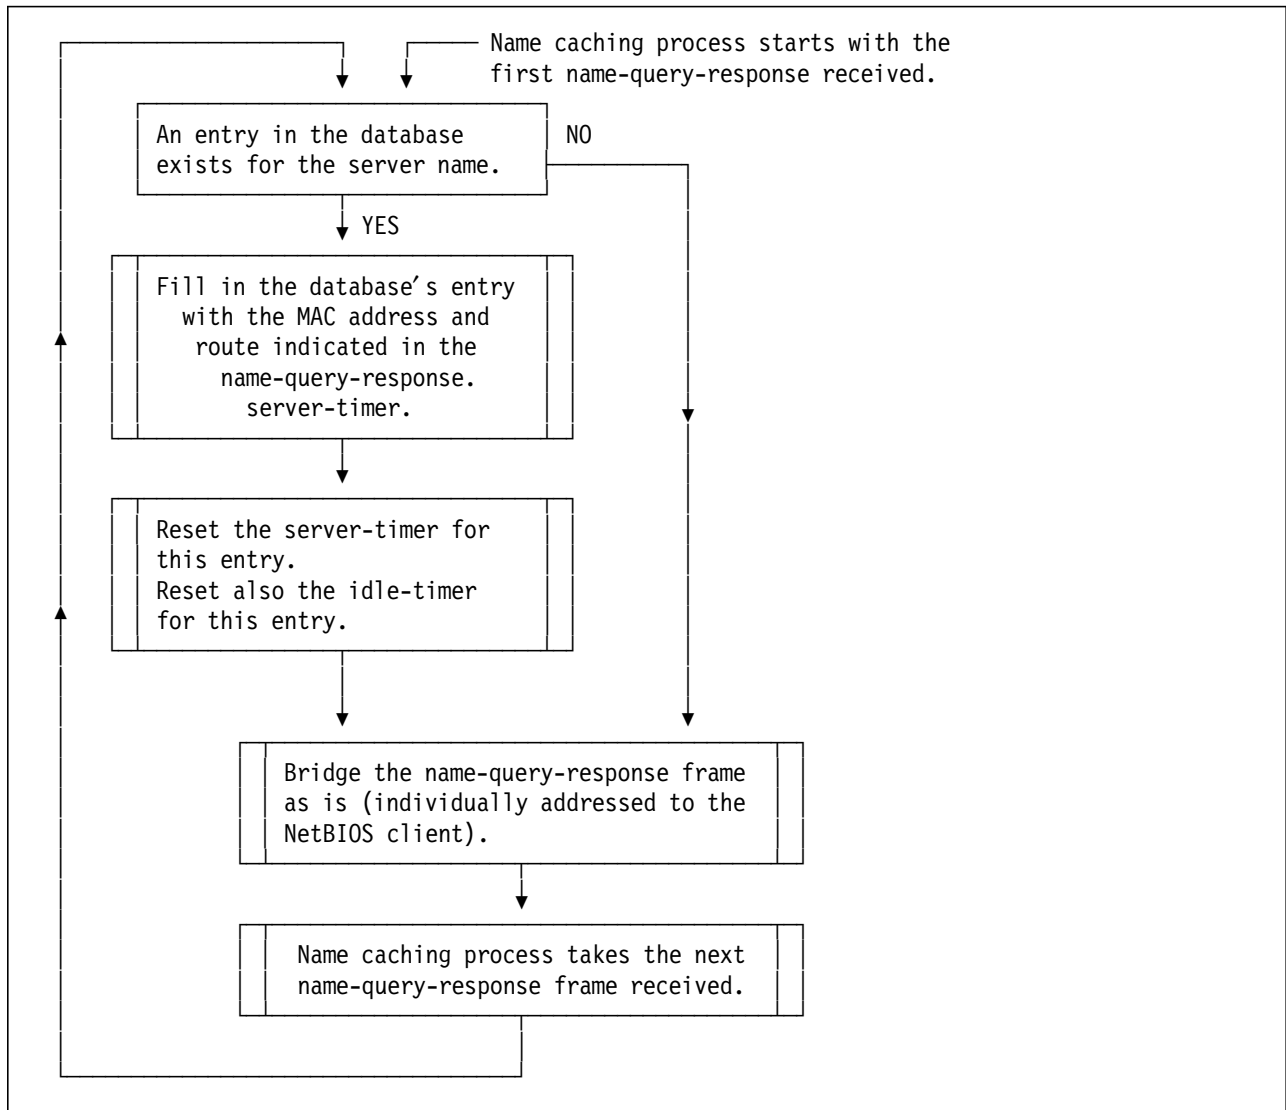 Name caching process starts with the
first name-query-response received.
An entry in the database
exists for the server name.
NO
YES
Fill in the database′s entry
with the MAC address and
route indicated in the
name-query-response.
server-timer.
Reset the server-timer for
this entry.
Reset also the idle-timer
for this entry.
Bridge the name-query-response frame
as is (individually addressed to the
NetBIOS client).
Name caching process takes the next
name-query-response frame received.